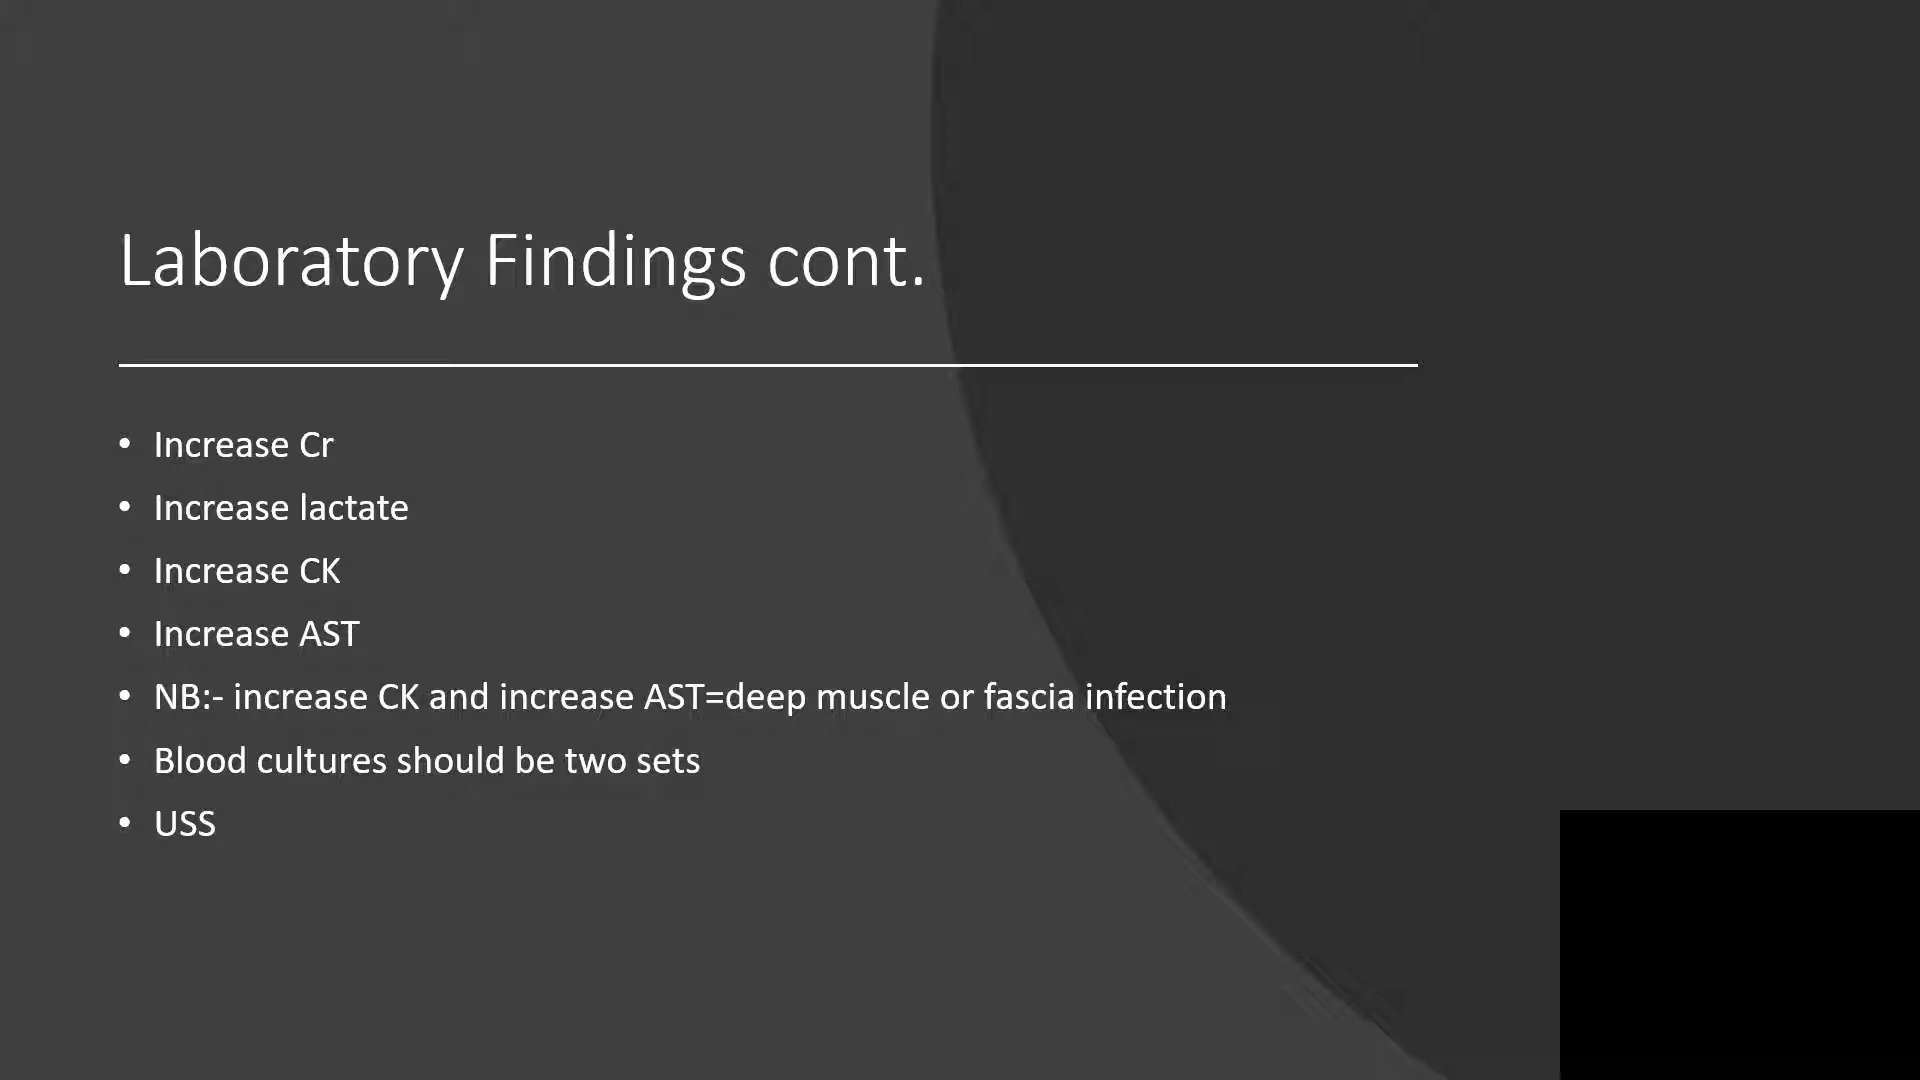 Laboratory Findings cont.
• Increase Cr
• Increase lactate
• Increase CK
• Increase AST
• NB:- increase CK and increase AST=deep muscle or fascia infection
• Blood cultures should be two sets
• USS